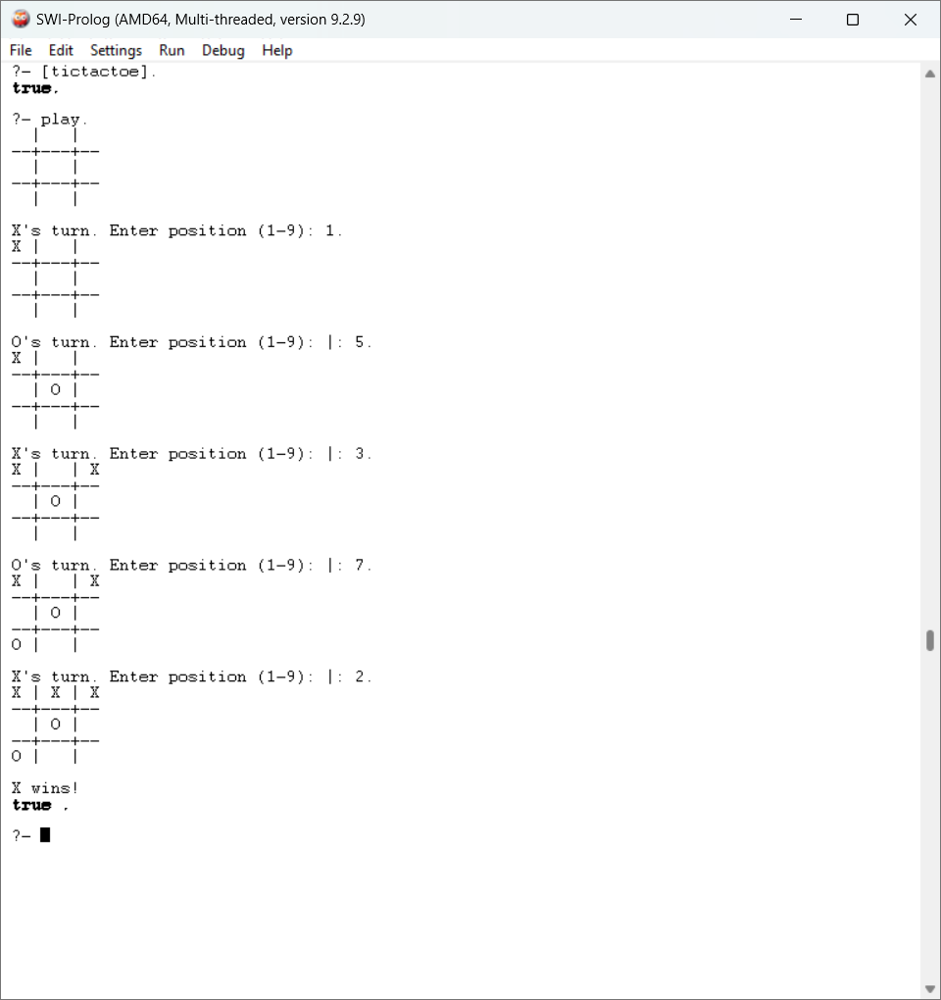 SWI-Prolog (AMD64, Multi-threaded, version 9.2.9)
File Edit Settings Run Debug Help
?- [tictactoe].
true.

?- play.
  |   |
--+---+--
  |   |
--+---+--
  |   |

X's turn. Enter position (1-9): 1.
X |   |
--+---+--
  |   |
--+---+--
  |   |

O's turn. Enter position (1-9): |: 5.
X |   |
--+---+--
  | O |
--+---+--
  |   |

X's turn. Enter position (1-9): |: 3.
X |   | X
--+---+--
  | O |
--+---+--
  |   |

O's turn. Enter position (1-9): |: 7.
X |   | X
--+---+--
  | O |
--+---+--
O |   |

X's turn. Enter position (1-9): |: 2.
X | X | X
--+---+--
  | O |
--+---+--
O |   |

X wins!
true .

?-